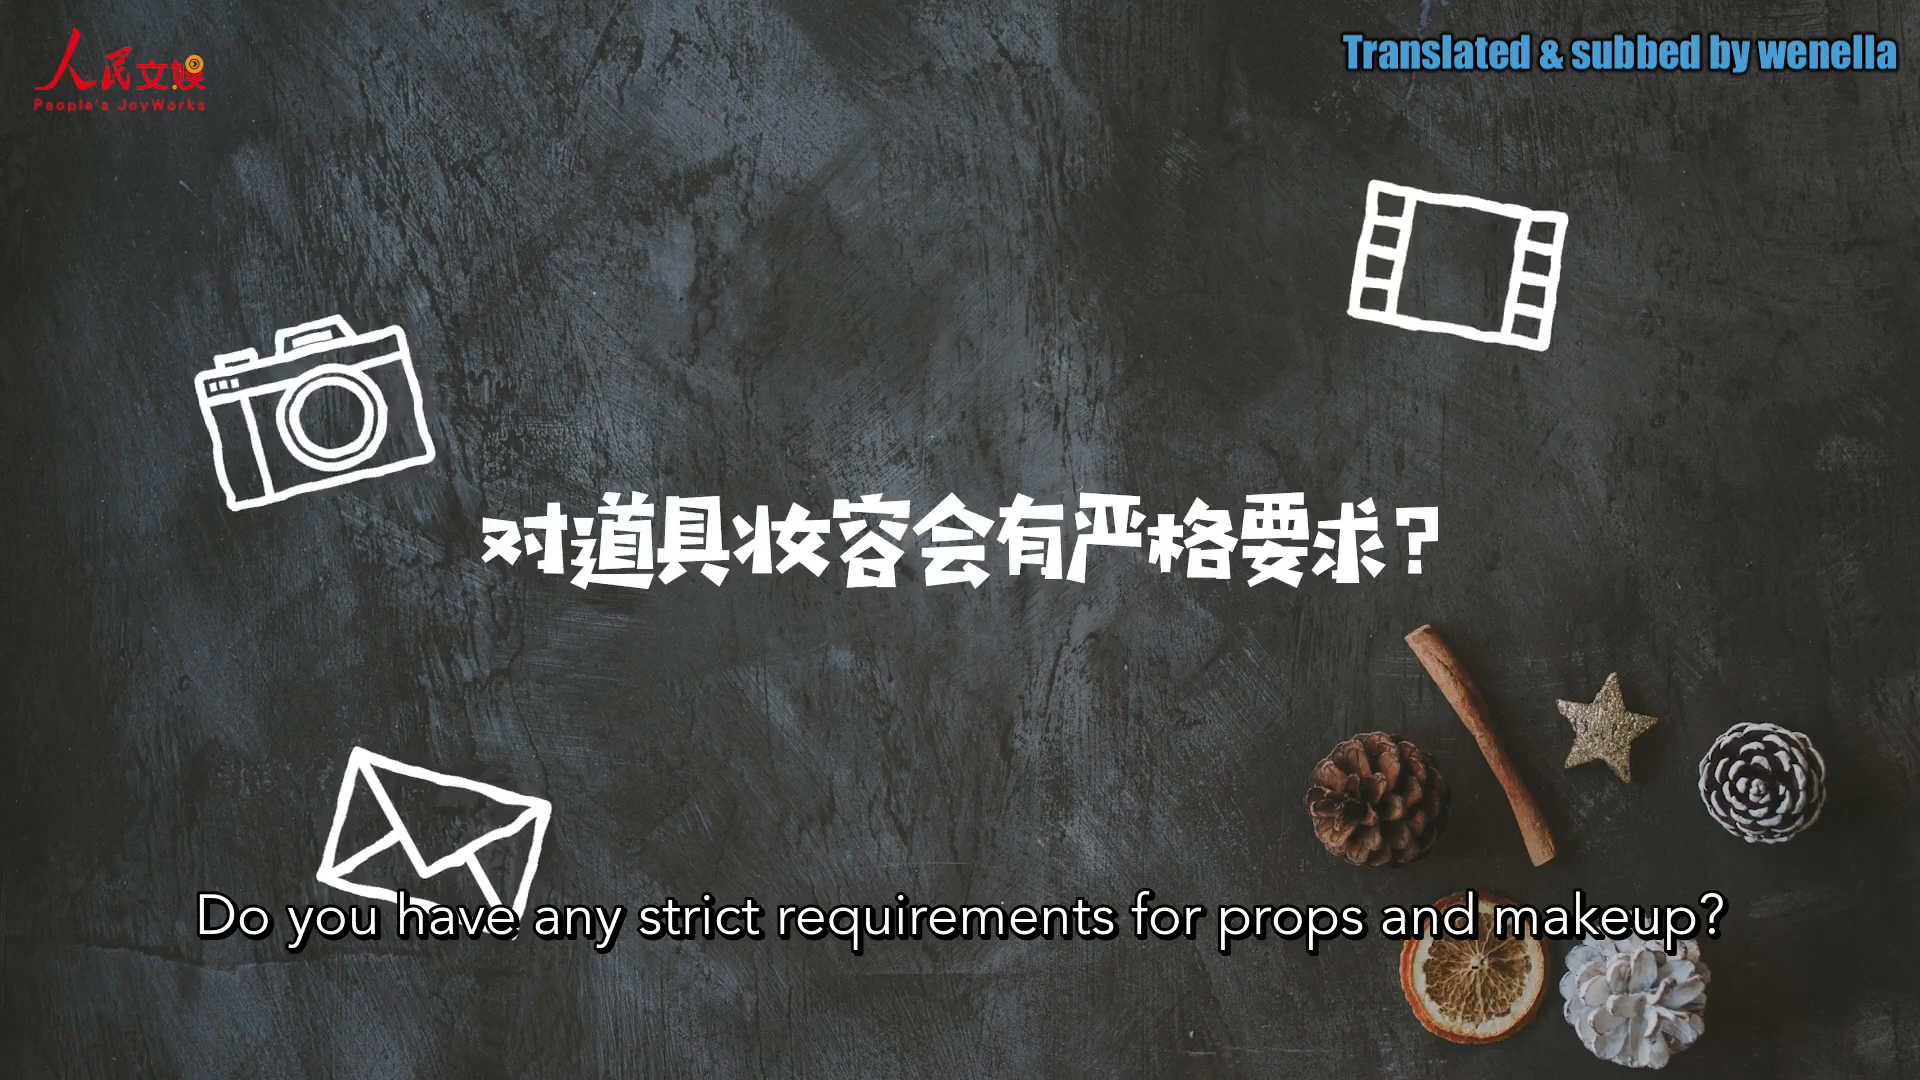 人民文娱
People's JoyWorks
Translated & subbed by wenella
对道具妆容会有严格要求?
Do you have any strict requirements for props and makeup?